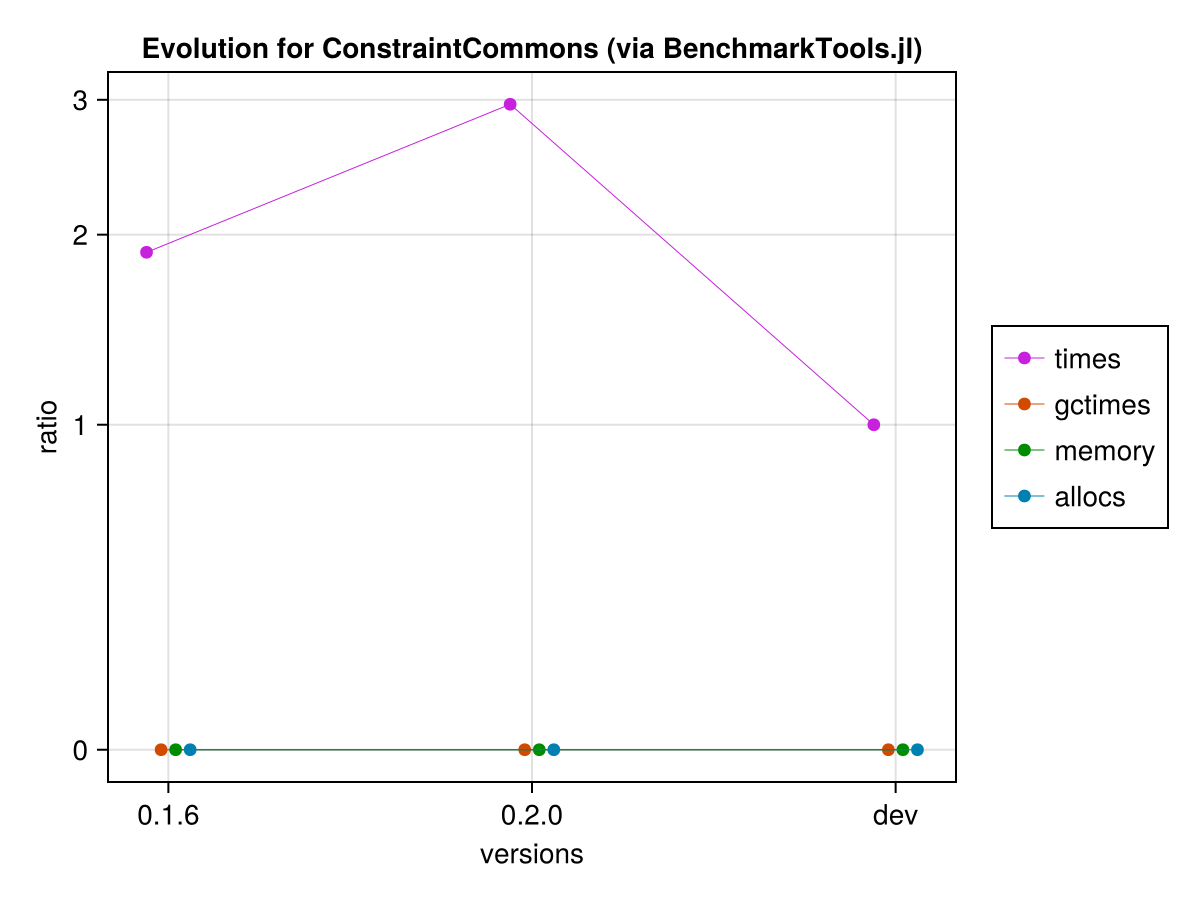 Evolution for ConstraintCommons (via BenchmarkTools.jl)
3
2
1
0
ratio
0.1.6
0.2.0
dev
versions
times
gctimes
memory
allocs